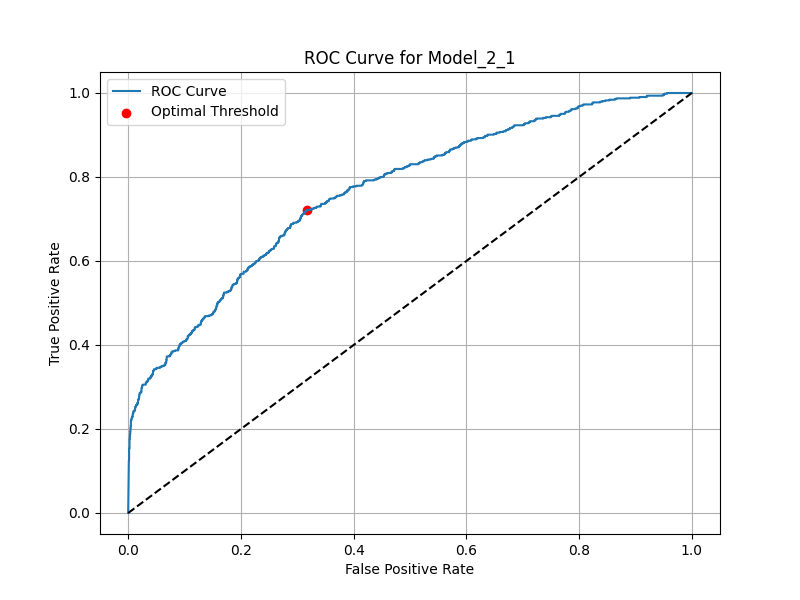 ROC Curve for Model_2_1
ROC Curve
Optimal Threshold
True Positive Rate
1.0
0.8
0.6
0.4
0.2
0.0
0.0 0.2 0.4 0.6 0.8 1.0
False Positive Rate